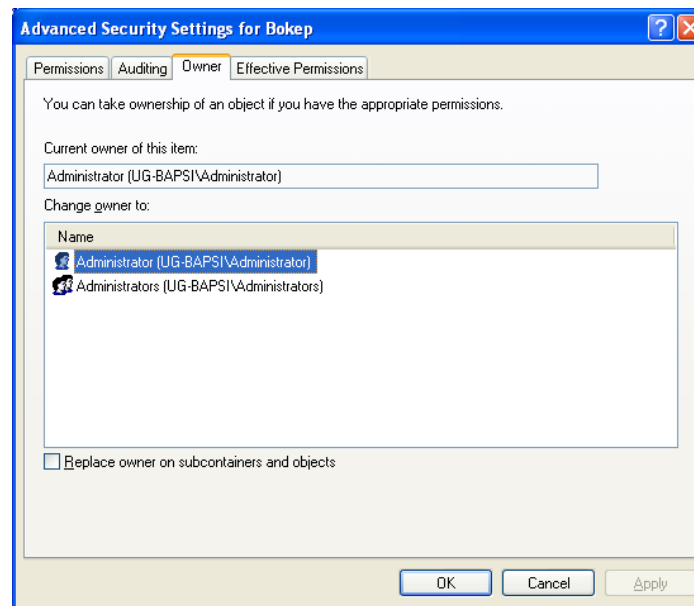 Advanced Security Settings for Bokep
Permissions Auditing Owner Effective Permissions
You can take ownership of an object if you have the appropriate permissions.
Current owner of this item:
Administrator (UG-BAPSI\Administrator)
Change owner to:
Name
Administrator (UG-BAPSI\Administrator)
Administrators (UG-BAPSI\Administrators)
Replace owner on subcontainers and objects
OK Cancel Apply